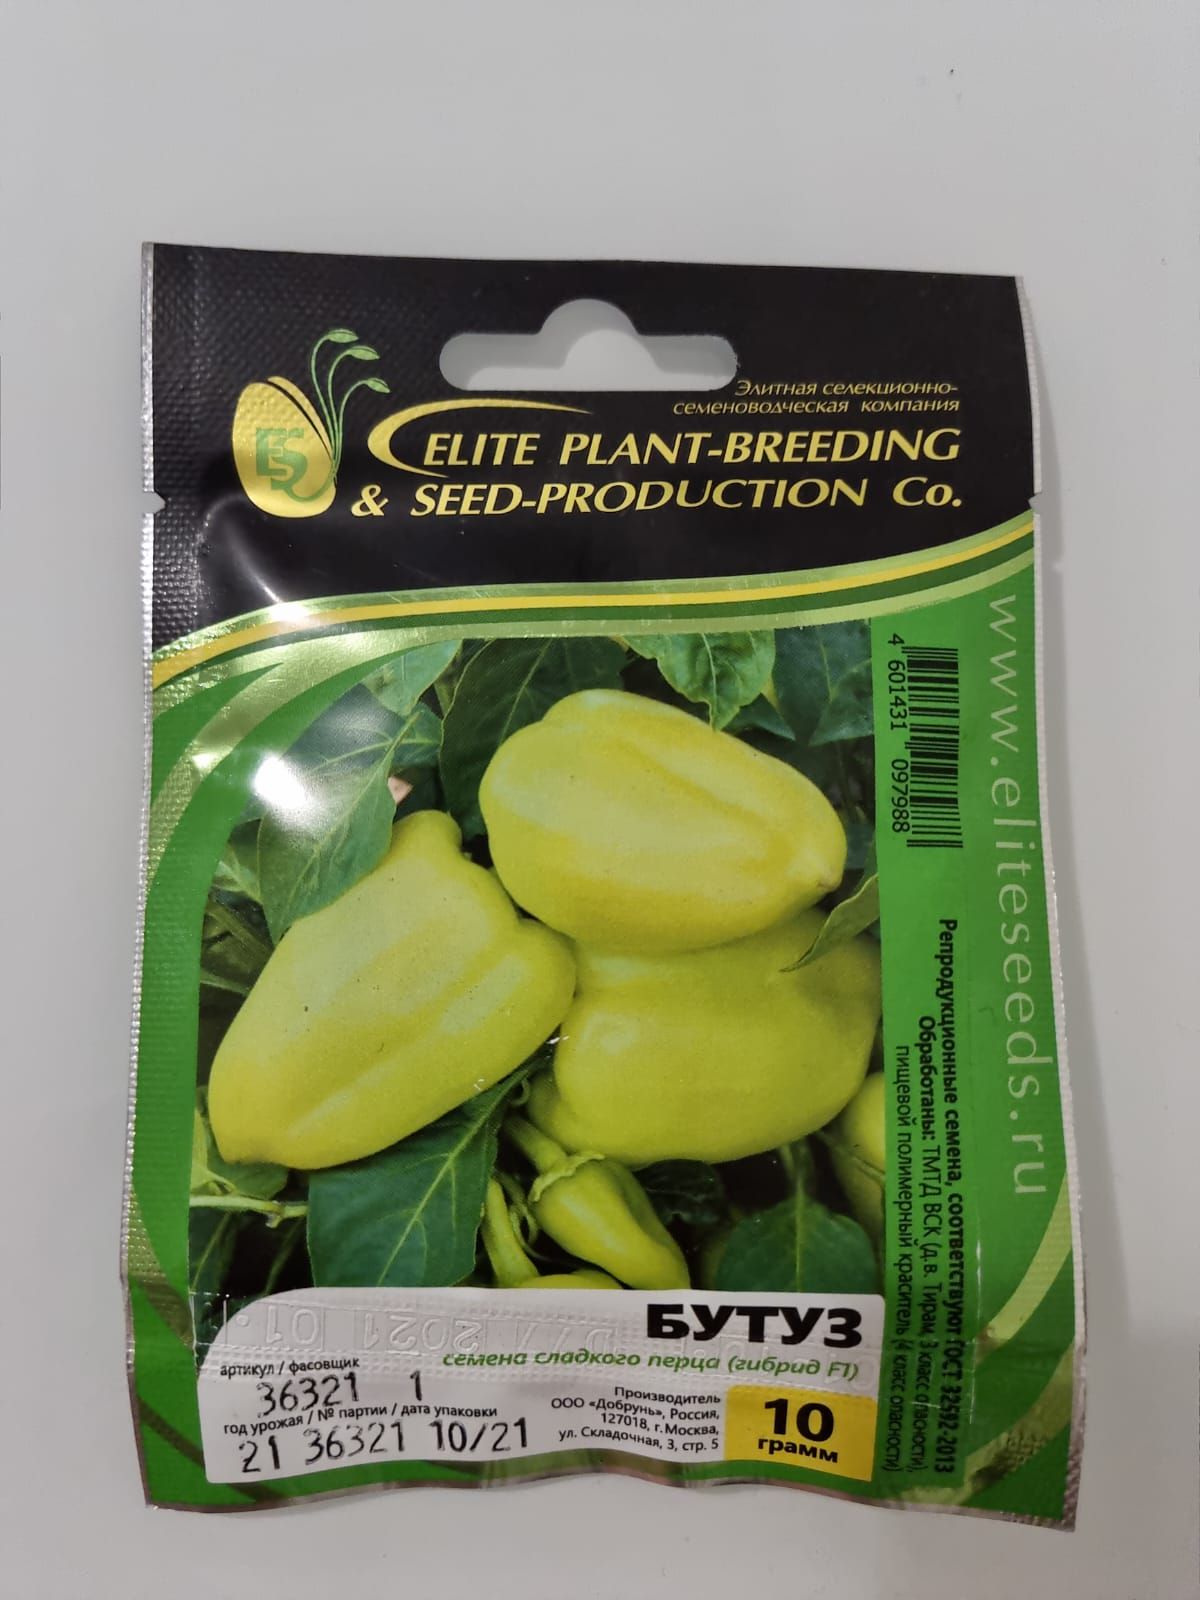 Элитная селекционно-
семеноводческая компания
ELITE PLANT-BREEDING
& SEED-PRODUCTION Co.
ES
www.eliteseeds.ru
4 601431 097988
Репродукционные семена, соответствуют ГОСТ 32592-2013
Обработаны: ТМТД ВСК (д.в. Тирам, 3 класс опасности),
пищевой полимерный краситель (4 класс опасности)
БУТУЗ
семена сладкого перца (гибрид F1)
артикул / фасовщик
36321 1
год урожая / № партии / дата упаковки
21 36321 10/21
Производитель
ООО «Добрунь», Россия,
127018, г. Москва,
ул. Складочная, 3, стр. 5
10
грамм